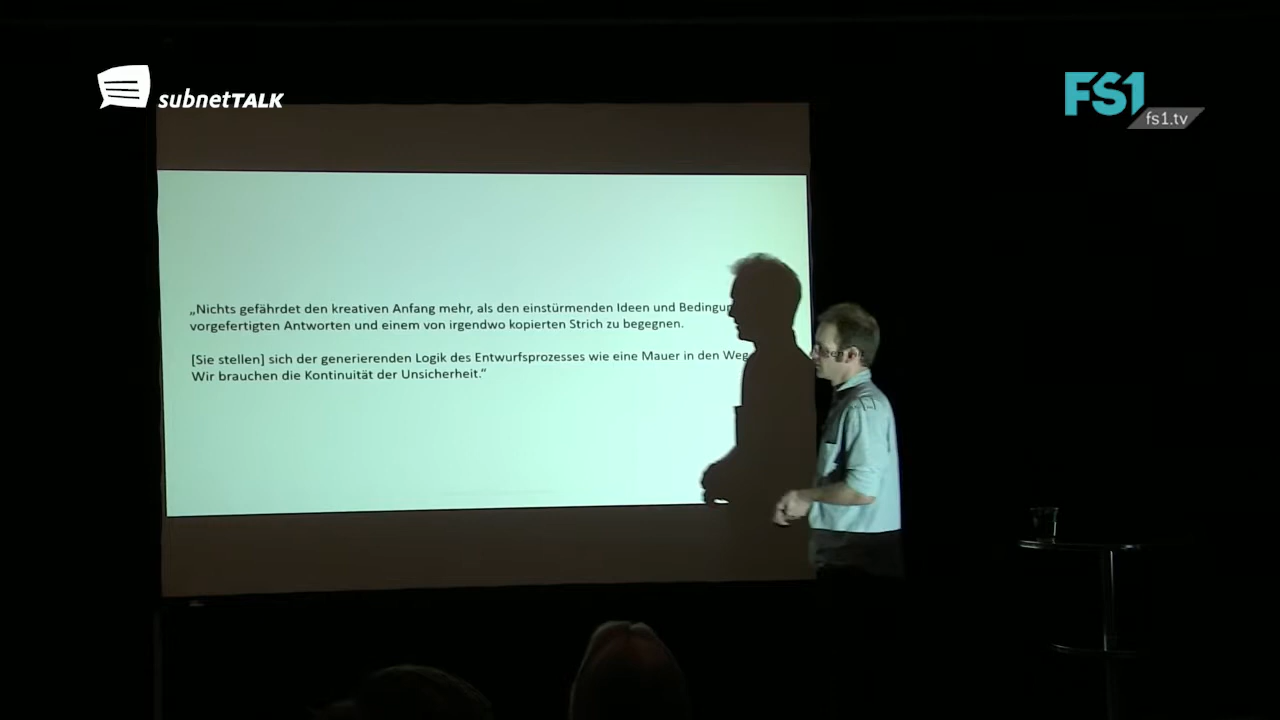 subnetTALK
FS1
fs1.tv
„Nichts gefährdet den kreativen Anfang mehr, als den einstürmenden Ideen und
vorgefertigten Antworten und einem von irgendwo kopierten Strich zu begegnen.
[Sie stellen] sich der generierenden Logik des Entwurfsprozesses wie eine Mauer in den Weg
Wir brauchen die Kontinuität der Unsicherheit.“